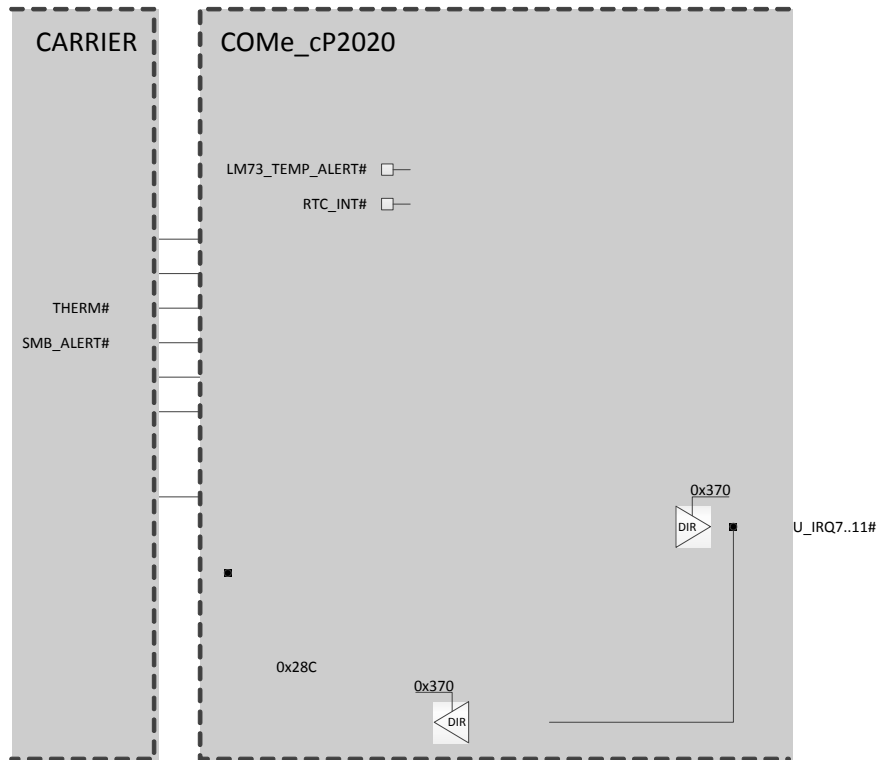 CARRIER
COMe_cP2020
LM73_TEMP_ALERT#
RTC_INT#
THERM#
SMB_ALERT#
0x370
DIR
U_IRQ7..11#
0x28C
0x370
DIR